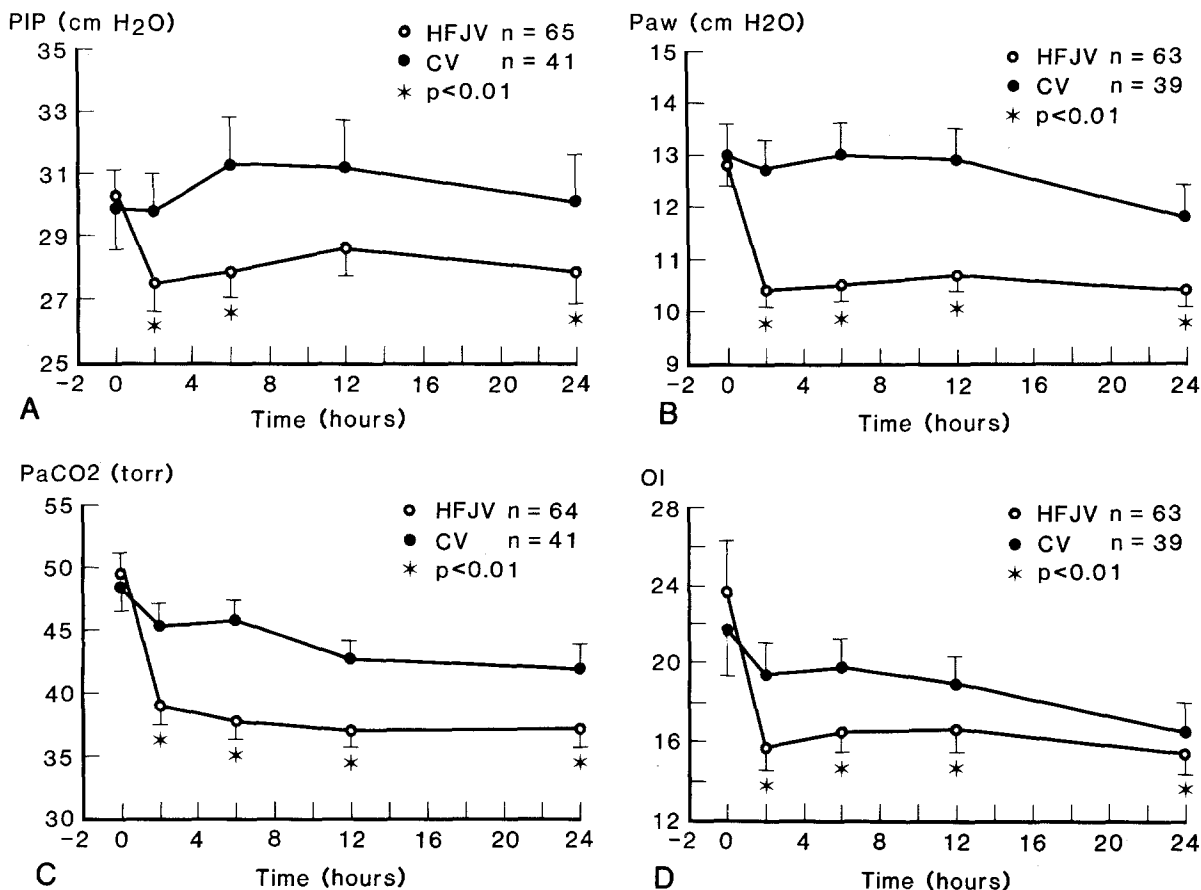 PIP (cm H₂O)
35
33
31
29
27
25
○ HFJV n = 65
● CV n = 41
* p<0.01
*
*
*
-2 0 4 8 12 16 20 24
Time (hours)
A
Paw (cm H2O)
15
14
13
12
11
10
9
○ HFJV n = 63
● CV n = 39
* p<0.01
*
*
*
*
-2 0 4 8 12 16 20 24
Time (hours)
B
PaCO2 (torr)
55
50
45
40
35
30
○ HFJV n = 64
● CV n = 41
* p<0.01
*
*
*
*
-2 0 4 8 12 16 20 24
Time (hours)
C
OI
28
24
20
16
12
○ HFJV n = 63
● CV n = 39
* p<0.01
*
*
*
*
-2 0 4 8 12 16 20 24
Time (hours)
D